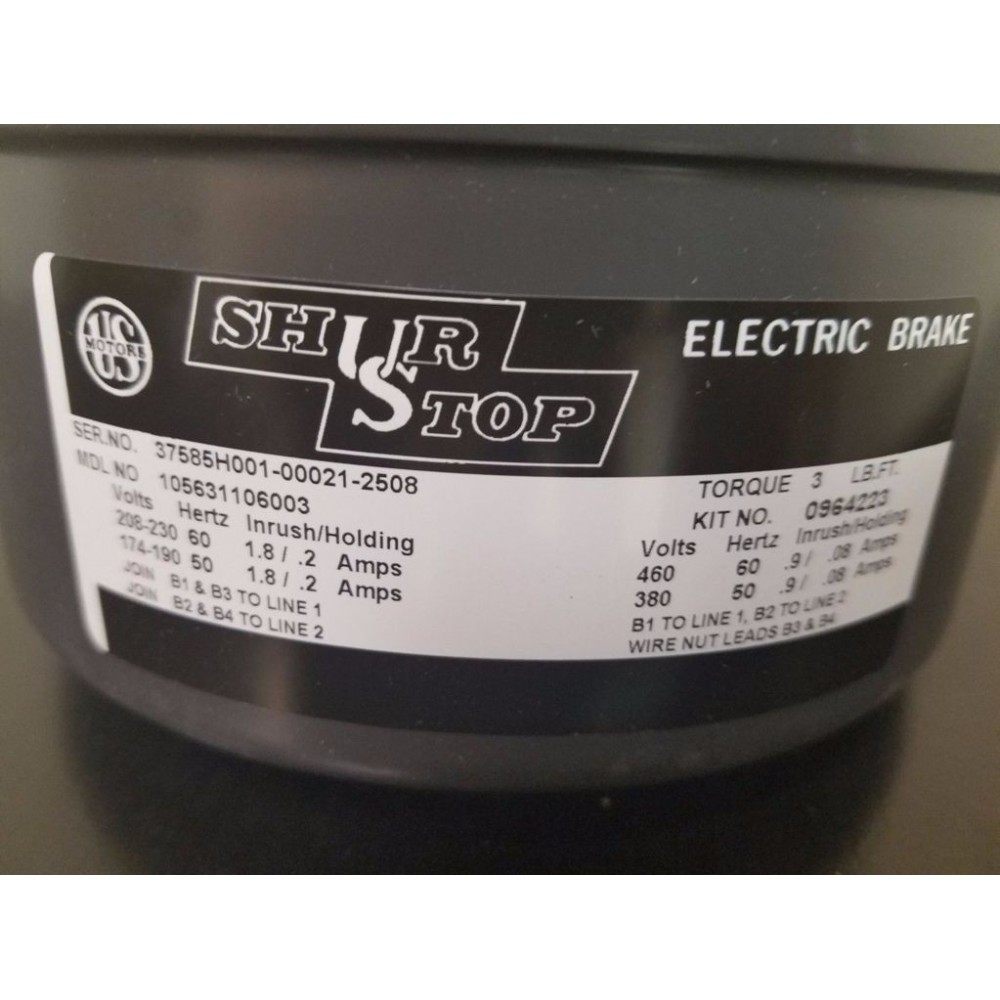 US MOTORS
SHUR
STOP
ELECTRIC BRAKE
SER.NO. 37585H001-00021-2508
MDL NO 105631106003
Volts Hertz Inrush/Holding
208-230 60 1.8 / .2 Amps
174-190 50 1.8 / .2 Amps
JOIN B1 & B3 TO LINE 1
JOIN B2 & B4 TO LINE 2
TORQUE 3 LB.FT.
KIT NO. 0964223
Volts Hertz Inrush/Holding
460 60 .9 / .08 Amps
380 50 .9 / .08 Amps
B1 TO LINE 1, B2 TO LINE 2
WIRE NUT LEADS B3 & B4